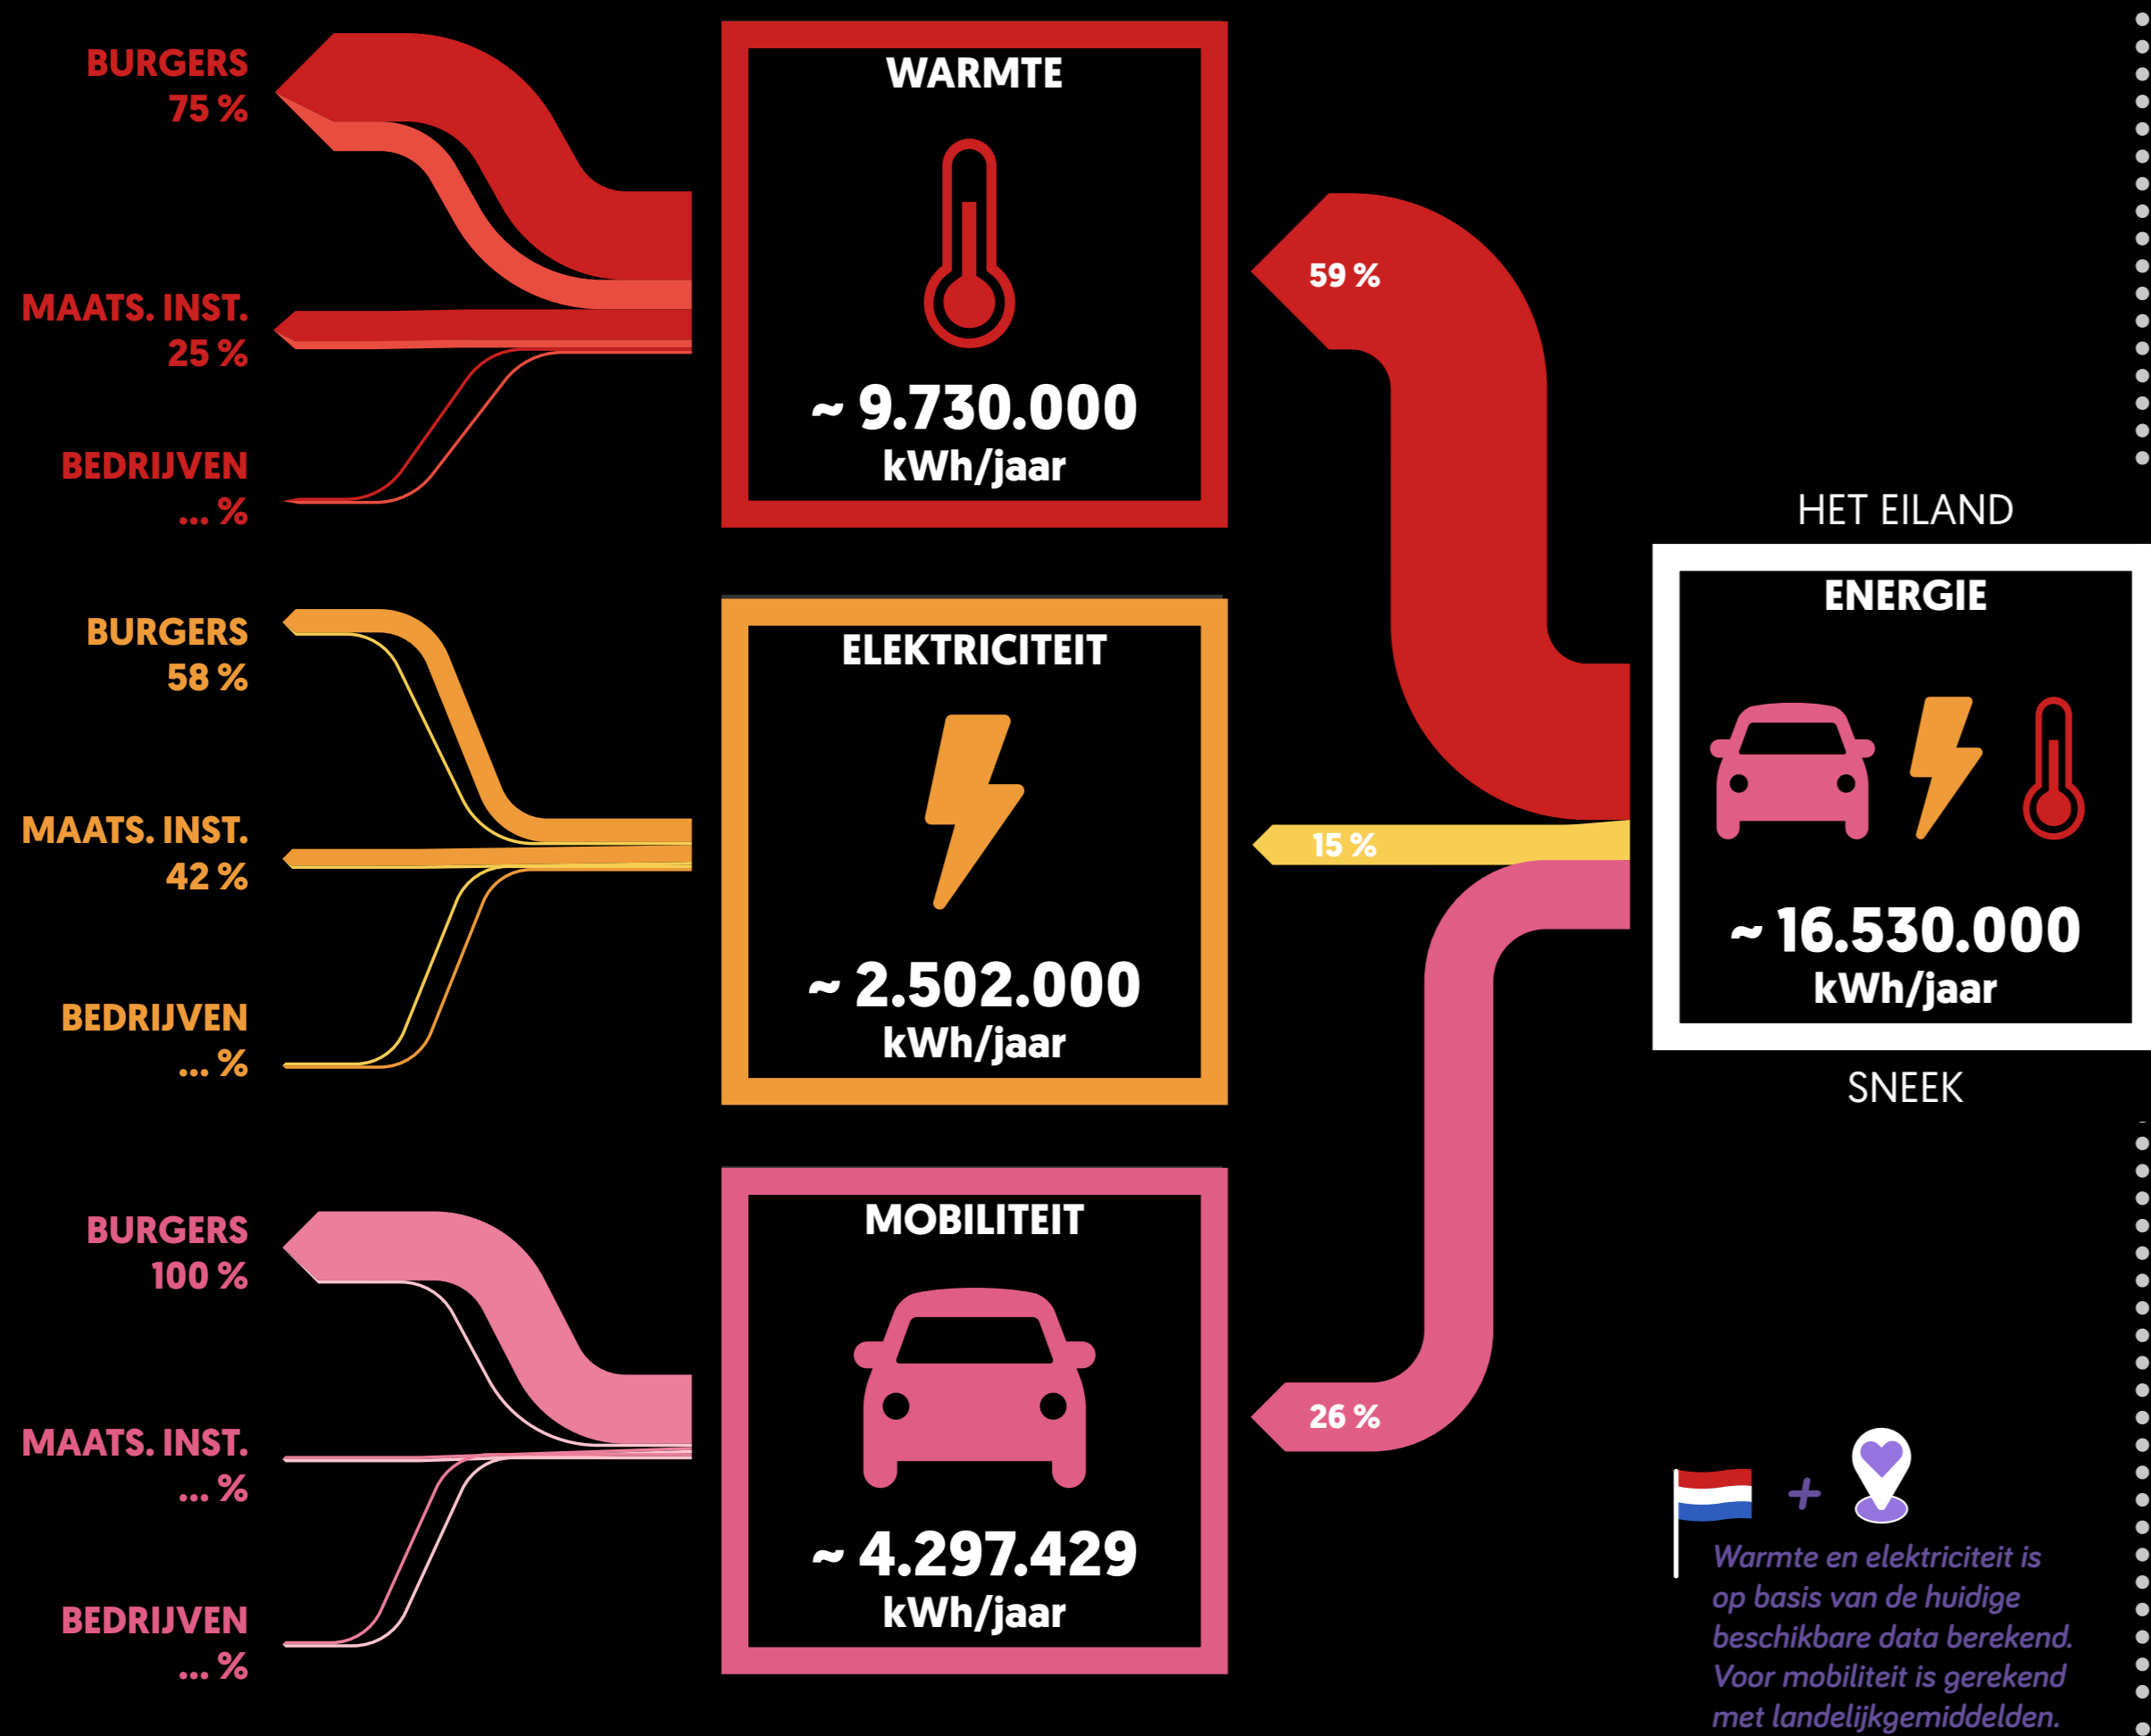 BURGERS
75 %
MAATS. INST.
25 %
BEDRIJVEN
... %
WARMTE
~ 9.730.000
kWh/jaar
59 %
BURGERS
58 %
MAATS. INST.
42 %
BEDRIJVEN
... %
ELEKTRICITEIT
~ 2.502.000
kWh/jaar
15 %
BURGERS
100 %
MAATS. INST.
... %
BEDRIJVEN
... %
MOBILITEIT
~ 4.297.429
kWh/jaar
26 %
HET EILAND
ENERGIE
~ 16.530.000
kWh/jaar
SNEEK
+
Warmte en elektriciteit is
op basis van de huidige
beschikbare data berekend.
Voor mobiliteit is gerekend
met landelijkgemiddelden.